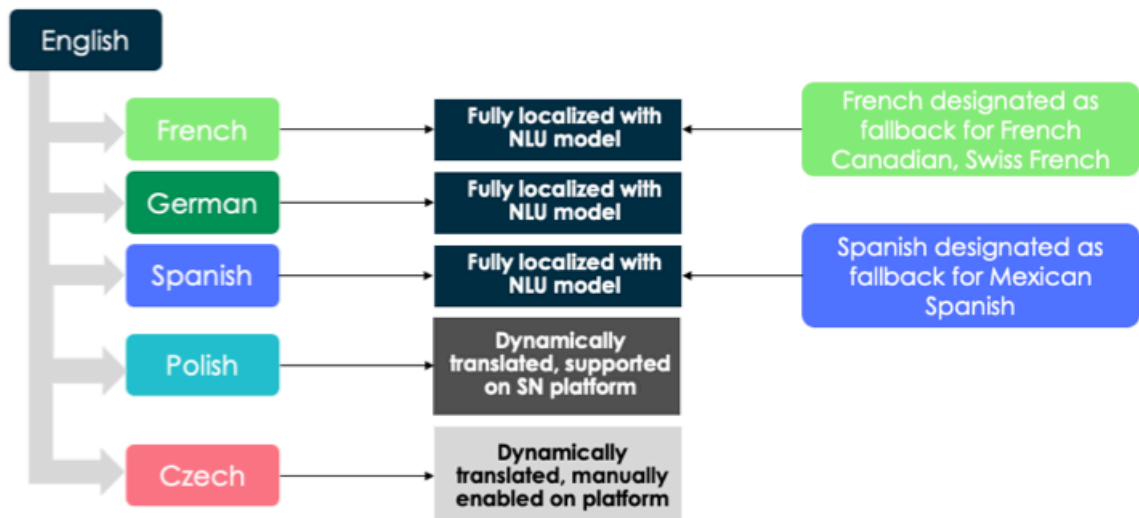 English
French
Fully localized with
NLU model
French designated as
fallback for French
Canadian, Swiss French
German
Fully localized with
NLU model
Spanish
Fully localized with
NLU model
Spanish designated as
fallback for Mexican
Spanish
Polish
Dynamically
translated, supported
on SN platform
Czech
Dynamically
translated, manually
enabled on platform